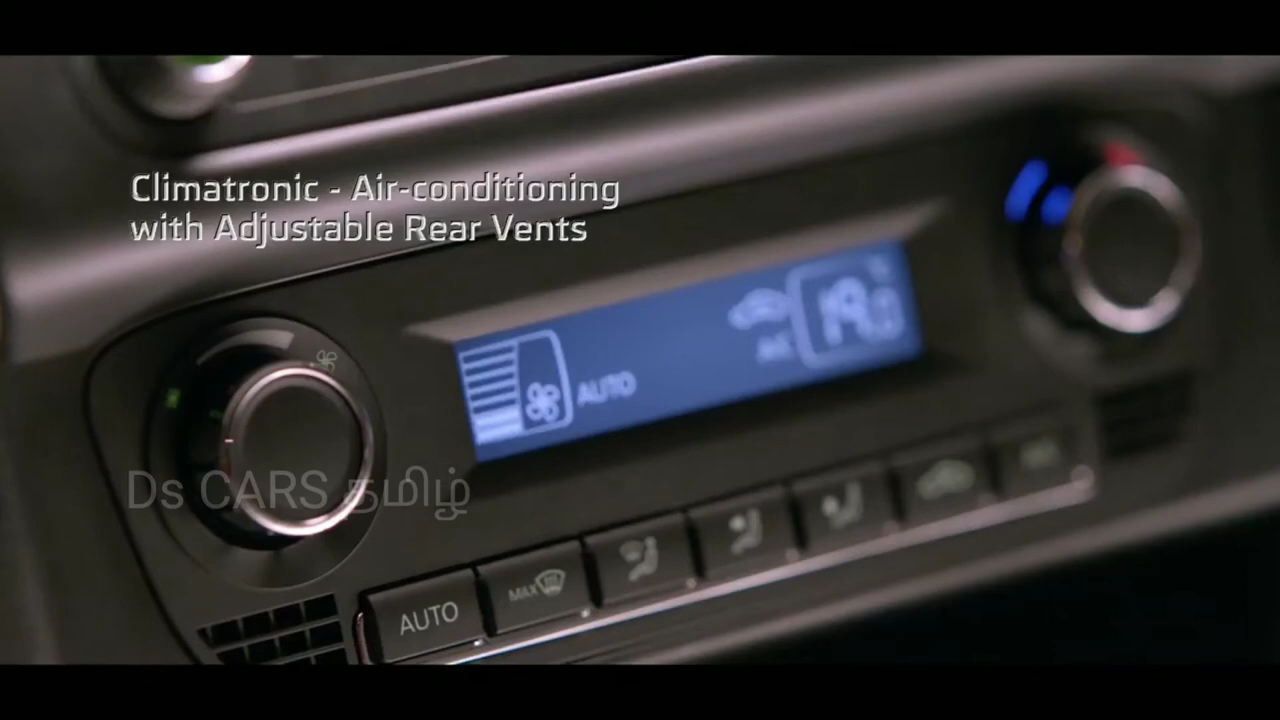 Climatronic - Air-conditioning
with Adjustable Rear Vents
AUTO
19.0
Ds CARS தமிழ்
AUTO
MAX